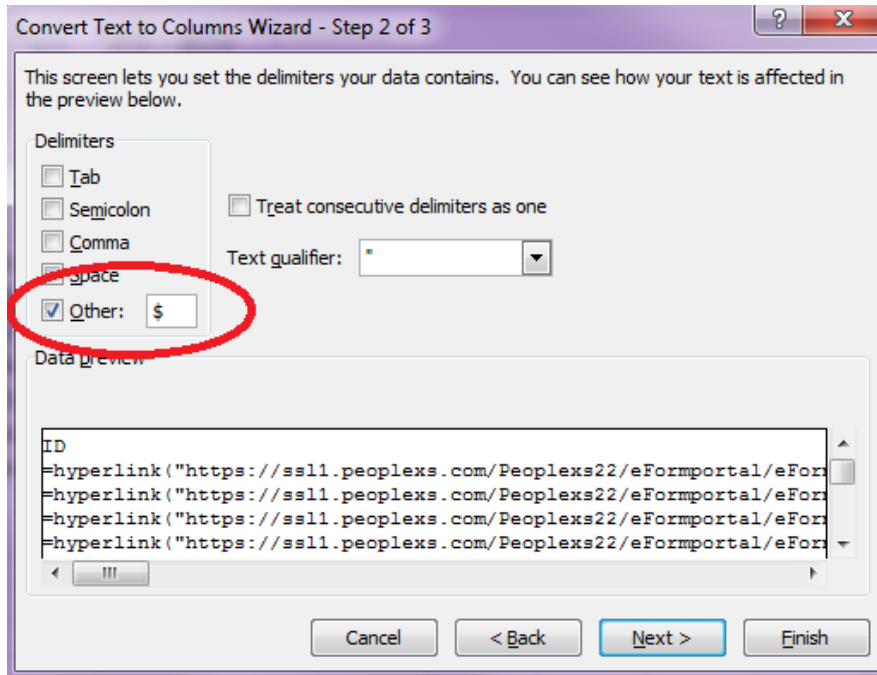 Convert Text to Columns Wizard - Step 2 of 3
This screen lets you set the delimiters your data contains. You can see how your text is affected in
the preview below.
Delimiters
Tab
Semicolon
Treat consecutive delimiters as one
Comma
Text qualifier: "
Space
Other: $
Data preview
ID
=hyperlink("https://ssl1.peoplexs.com/Peoplexs22/eFormportal/eForm
=hyperlink("https://ssl1.peoplexs.com/Peoplexs22/eFormportal/eForm
=hyperlink("https://ssl1.peoplexs.com/Peoplexs22/eFormportal/eForm
=hyperlink("https://ssl1.peoplexs.com/Peoplexs22/eFormportal/eForm
Cancel < Back Next > Finish